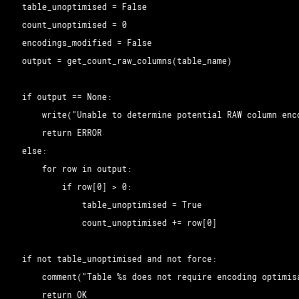 table_unoptimised = False
count_unoptimised = 0
encodings_modified = False
output = get_count_raw_columns(table_name)
if output == None:
write("Unable to determine potential RAW column enc
return ERROR
else:
for row in output:
if row[0] > 0:
table_unoptimised = True
count_unoptimised += row[0]
if not table_unoptimised and not force:
comment("Table %s does not require encoding optimisa
return OK